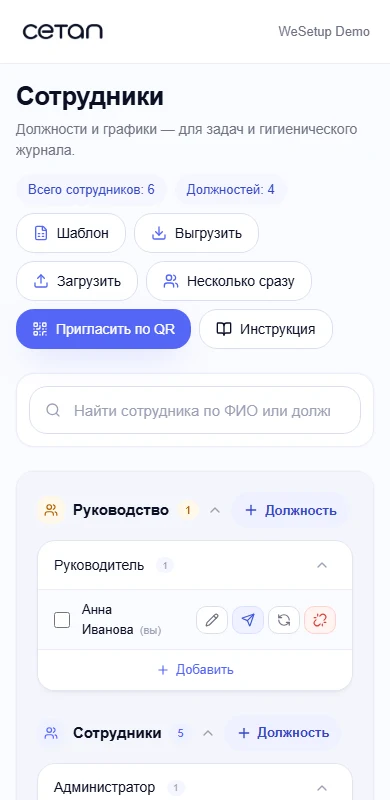 сетап
WeSetup Demo
Сотрудники
Должности и графики — для задач и гигиенического
журнала.
Всего сотрудников: 6
Должностей: 4
Шаблон
Выгрузить
Загрузить
Несколько сразу
Пригласить по QR
Инструкция
Найти сотрудника по ФИО или долж
Руководство 1
+ Должность
Руководитель 1
Анна
Иванова (вы)
+ Добавить
Сотрудники 5
+ Должность
Администратор 1